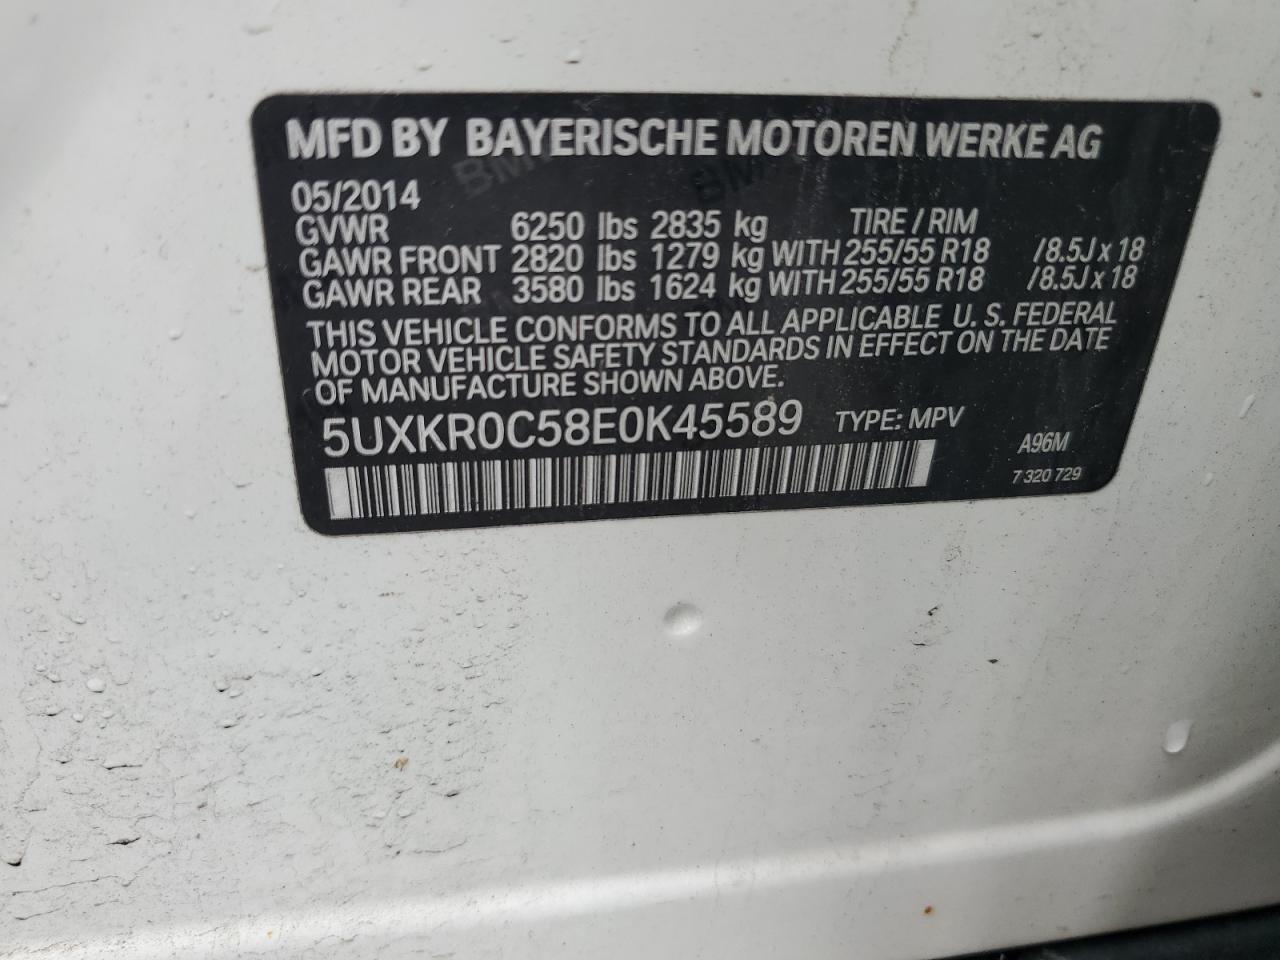 MFD BY BAYERISCHE MOTOREN WERKE AG
05/2014
GVWR 6250 lbs 2835 kg TIRE / RIM
GAWR FRONT 2820 lbs 1279 kg WITH 255/55 R18 /8.5J x 18
GAWR REAR 3580 lbs 1624 kg WITH 255/55 R18 /8.5J x 18
THIS VEHICLE CONFORMS TO ALL APPLICABLE U. S. FEDERAL
MOTOR VEHICLE SAFETY STANDARDS IN EFFECT ON THE DATE
OF MANUFACTURE SHOWN ABOVE.
5UXKR0C58E0K45589 TYPE: MPV
A96M
7 320 729